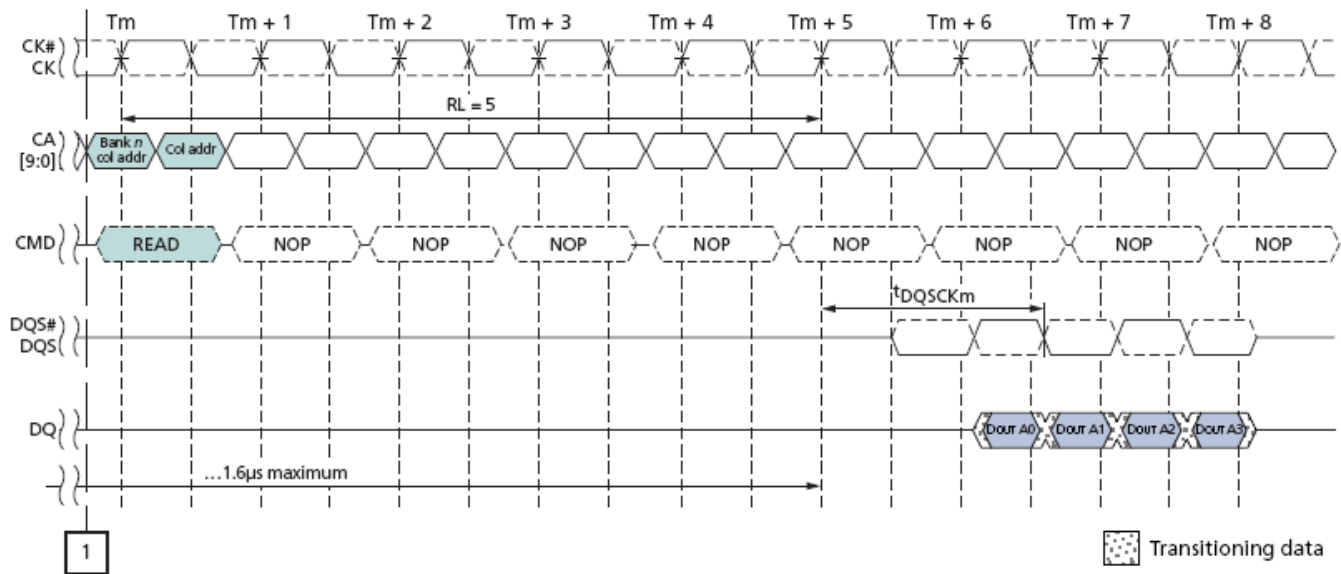 Tm Tm + 1 Tm + 2 Tm + 3 Tm + 4 Tm + 5 Tm + 6 Tm + 7 Tm + 8
CK#
CK
RL = 5
CA
[9:0]
Bank n
col addr
Col addr
CMD READ NOP NOP NOP NOP NOP NOP NOP NOP
tDQSCKm
DQS#
DQS
DQ DOUT A0 DOUT A1 DOUT A2 DOUT A3
...1.6µs maximum
1
Transitioning data